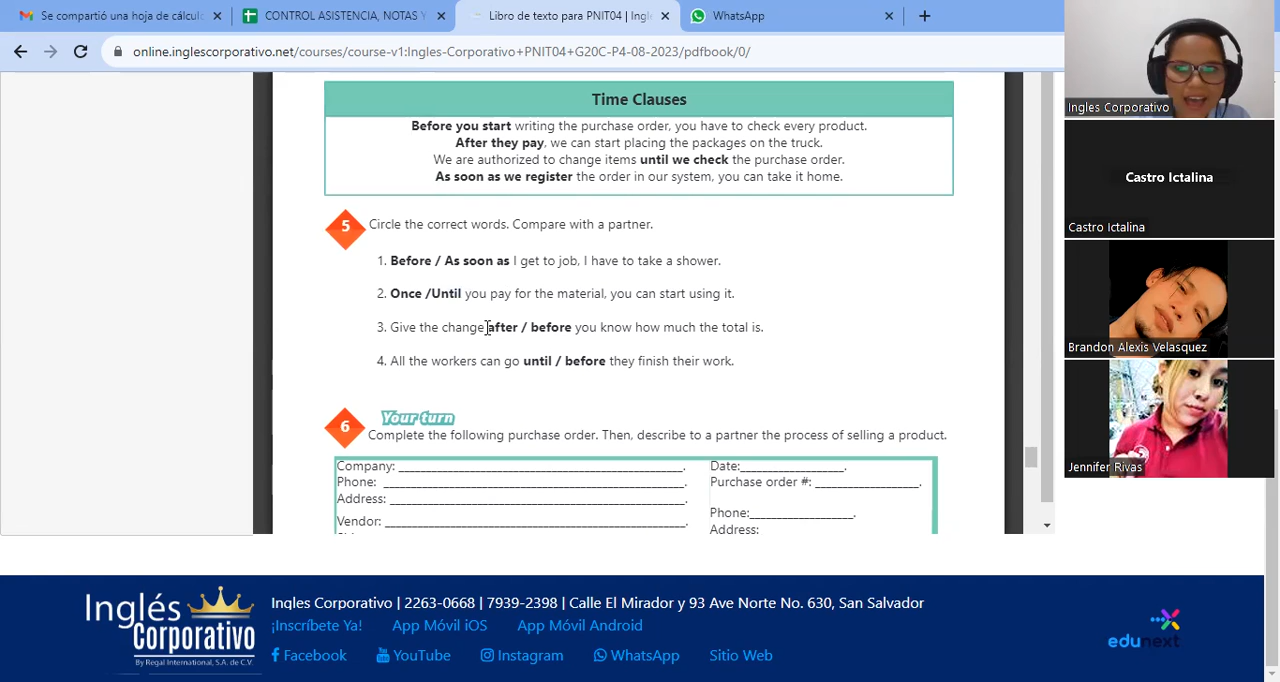 Se compartió una hoja de cálcul
CONTROL ASISTENCIA, NOTAS Y
Libro de texto para PNIT04 | Ingl
WhatsApp
online.inglescorporativo.net/courses/course-v1:Ingles-Corporativo+PNIT04+G20C-P4-08-2023/pdfbook/0/
Time Clauses
Before you start writing the purchase order, you have to check every product.
After they pay, we can start placing the packages on the truck.
We are authorized to change items until we check the purchase order.
As soon as we register the order in our system, you can take it home.
5 Circle the correct words. Compare with a partner.
1. Before / As soon as I get to job, I have to take a shower.
2. Once /Until you pay for the material, you can start using it.
3. Give the change after / before you know how much the total is.
4. All the workers can go until / before they finish their work.
Your turn
6 Complete the following purchase order. Then, describe to a partner the process of selling a product.
Company: ____________________. Date:____________________.
Phone: ____________________. Purchase order #: ____________________.
Address: ____________________.
Phone:____________________.
Vendor: ____________________.
Address:
Ingles Corporativo
Castro Ictalina
Castro Ictalina
Brandon Alexis Velasquez
Jennifer Rivas
Inglés Corporativo
By Regal International, S.A. de C.V.
Ingles Corporativo | 2263-0668 | 7939-2398 | Calle El Mirador y 93 Ave Norte No. 630, San Salvador
¡Inscríbete Ya! App Móvil iOS App Móvil Android
Facebook YouTube Instagram WhatsApp Sitio Web
edunext